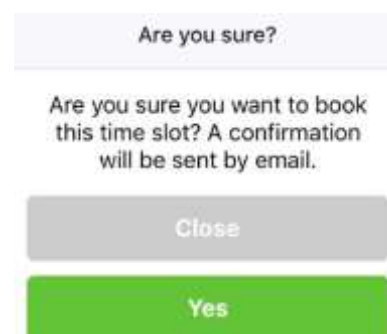 Are you sure?
Are you sure you want to book
this time slot? A confirmation
will be sent by email.
Close
Yes